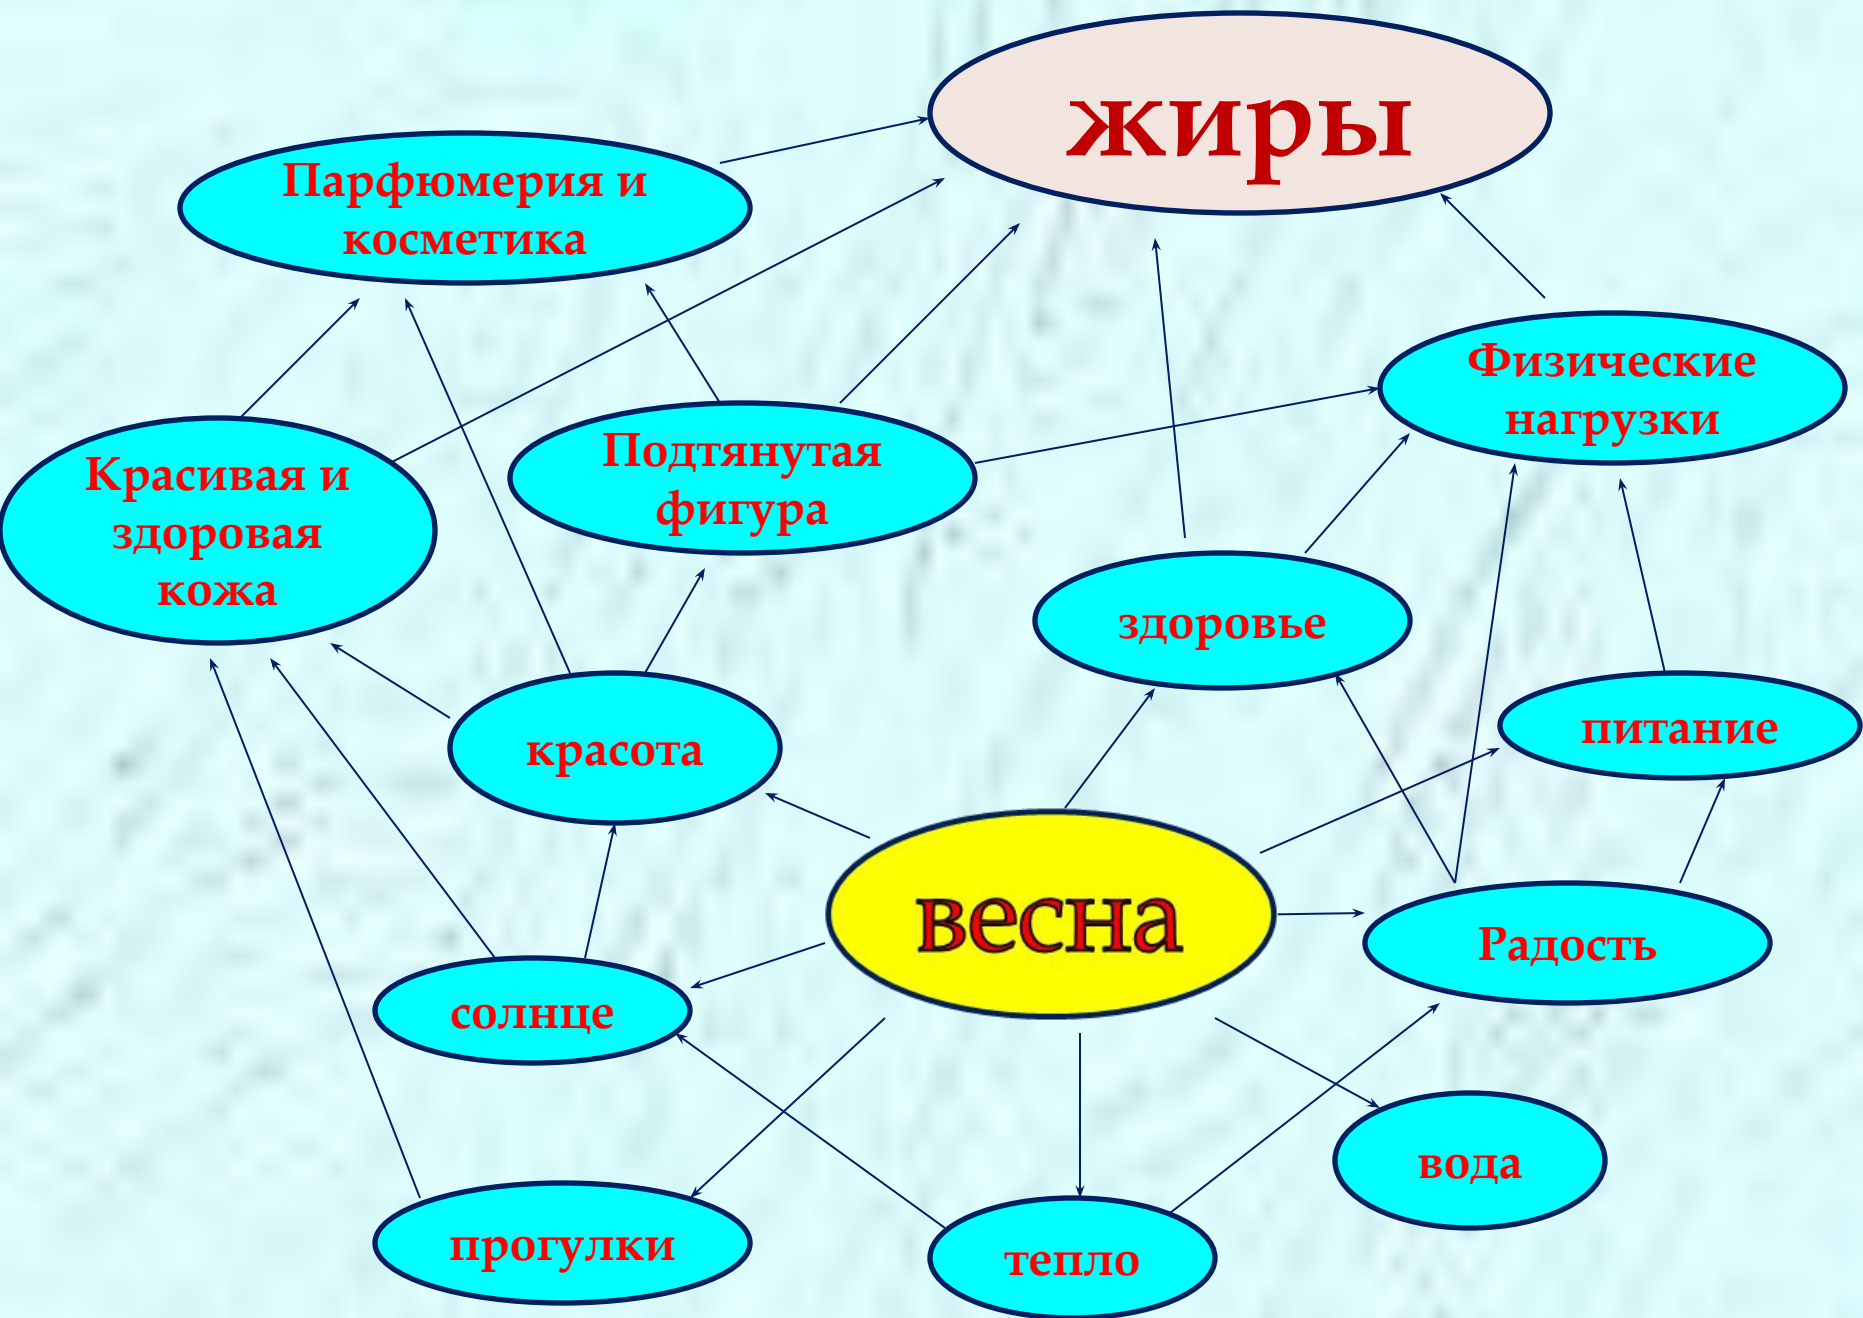 жиры
Парфюмерия и
косметика
Физические
нагрузки
Подтянутая
фигура
Красивая и
здоровая
кожа
здоровье
питание
красота
весна
Радость
солнце
вода
прогулки
тепло